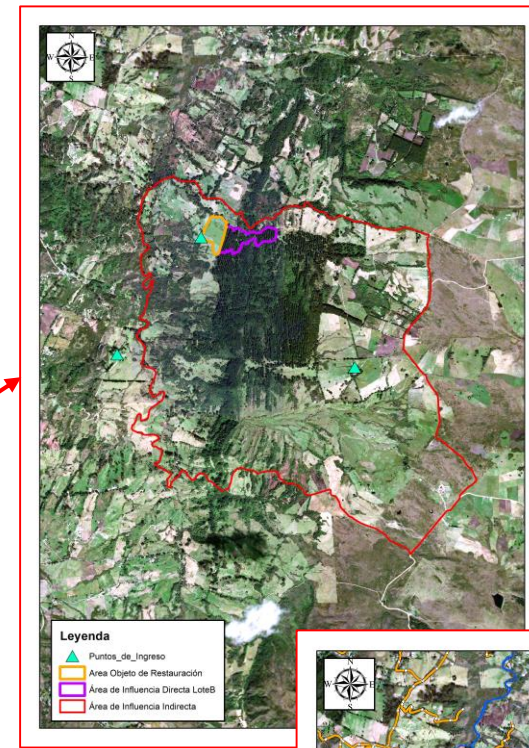 N
W E
S
Leyenda
Puntos_de_Ingreso
Area Objeto de Restauración
Área de Influencia Directa LoteB
Área de Influencia Indirecta
N
W E
S